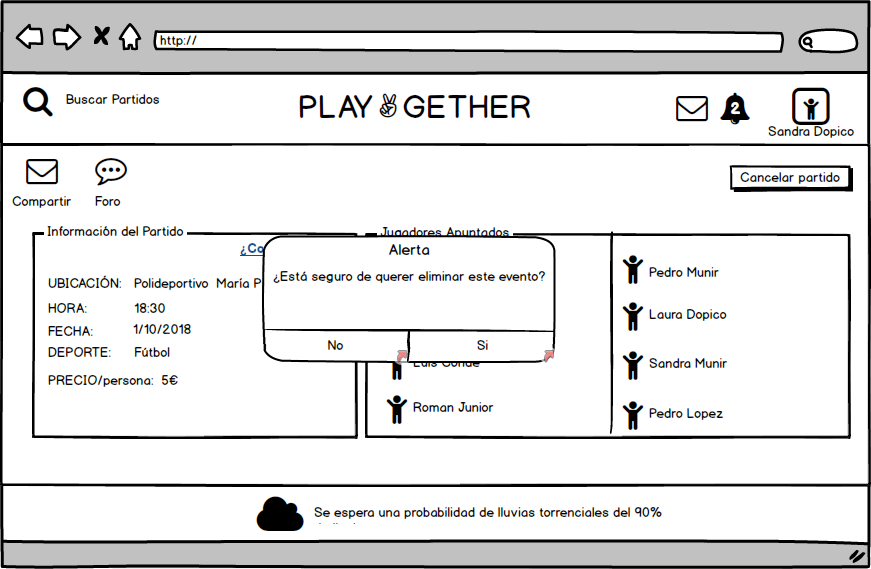 http://
Buscar Partidos
PLAY GETHER
2
Sandra Dopico
Compartir
Foro
Cancelar partido
Información del Partido
¿Co
UBICACIÓN: Polideportivo María P
HORA: 18:30
FECHA: 1/10/2018
DEPORTE: Fútbol
PRECIO/persona: 5€
Jugadores Apuntados
Alerta
¿Está seguro de querer eliminar este evento?
No
Si
Luis Conde
Roman Junior
Pedro Munir
Laura Dopico
Sandra Munir
Pedro Lopez
Se espera una probabilidad de lluvias torrenciales del 90%